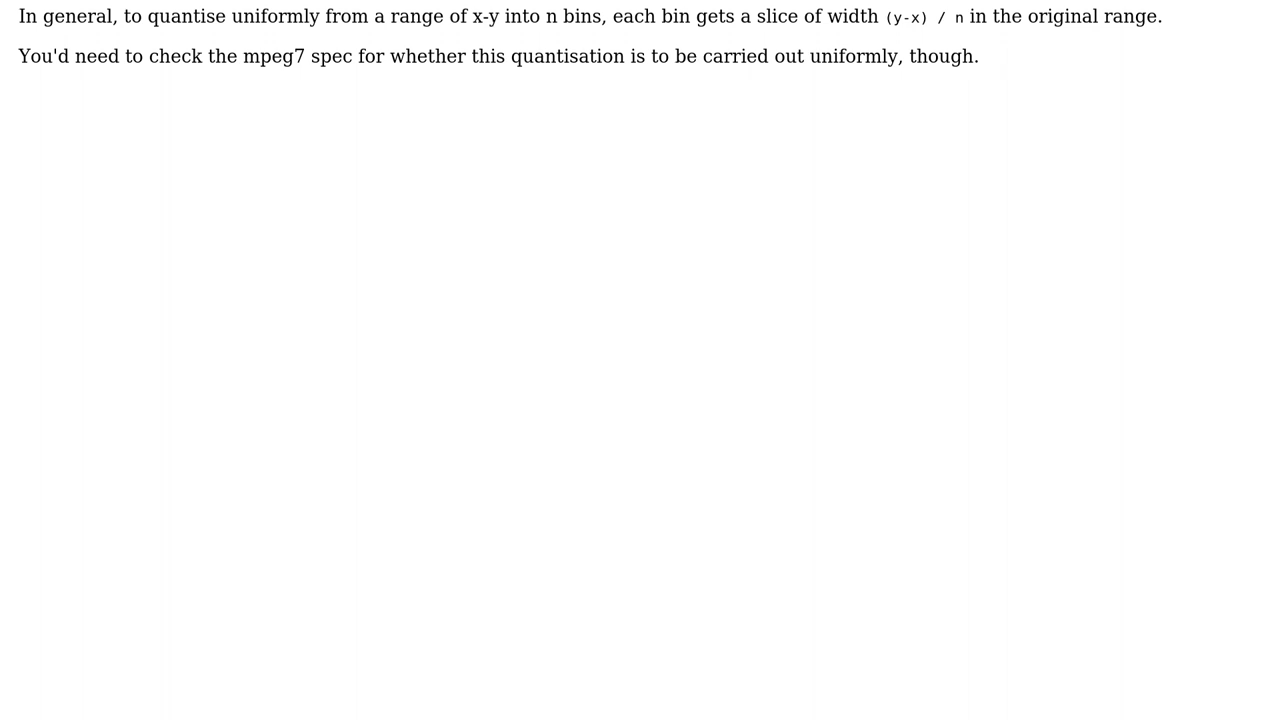 In general, to quantise uniformly from a range of x-y into n bins, each bin gets a slice of width (y-x) / n in the original range.
You'd need to check the mpeg7 spec for whether this quantisation is to be carried out uniformly, though.